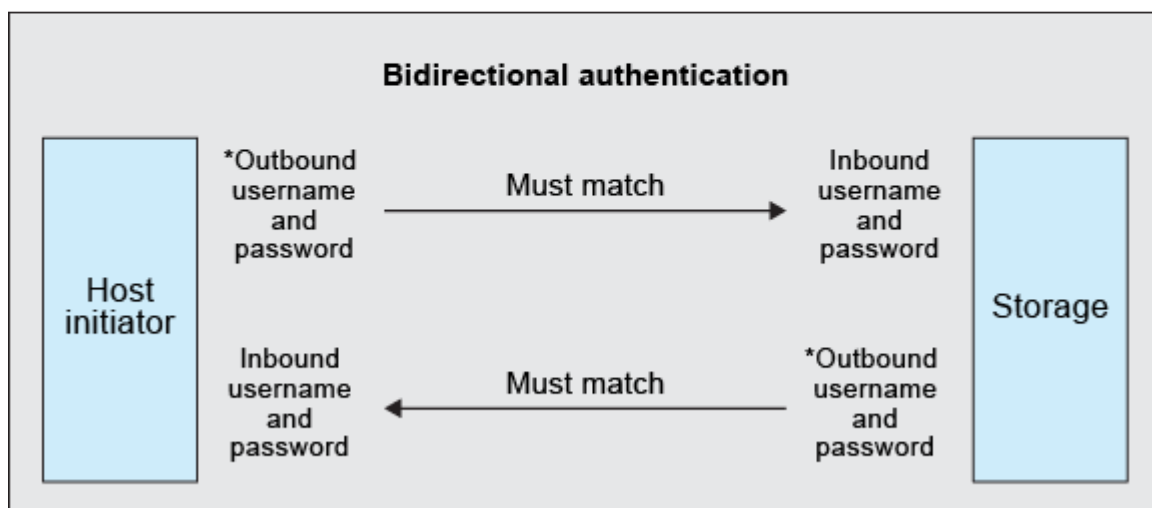 Bidirectional authentication
Host
initiator
*Outbound
username
and
password
Must match
Inbound
username
and
password
Storage
Inbound
username
and
password
Must match
*Outbound
username
and
password